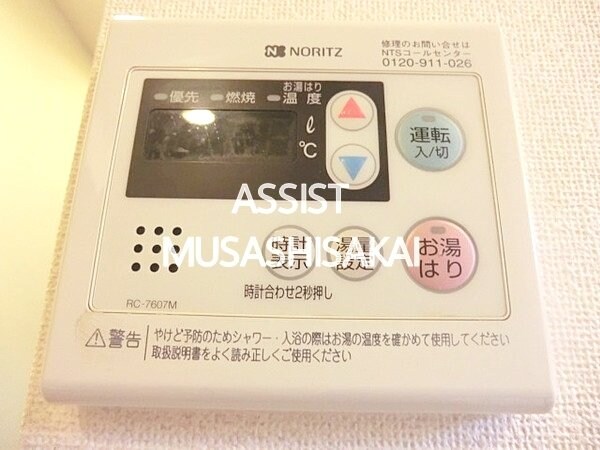 NORITZ
修理のお問い合せは
NTSコールセンター
0120-911-026
お湯はり
優先 燃焼 温度
ℓ
℃
運転
入/切
ASSIST
MUSASHISAKAI
時計
表示
湯量
設定
お湯
はり
時計合わせ2秒押し
RC-7607M
警告
やけど予防のためシャワー・入浴の際はお湯の温度を確かめて使用してください
取扱説明書をよく読み正しくご使用ください